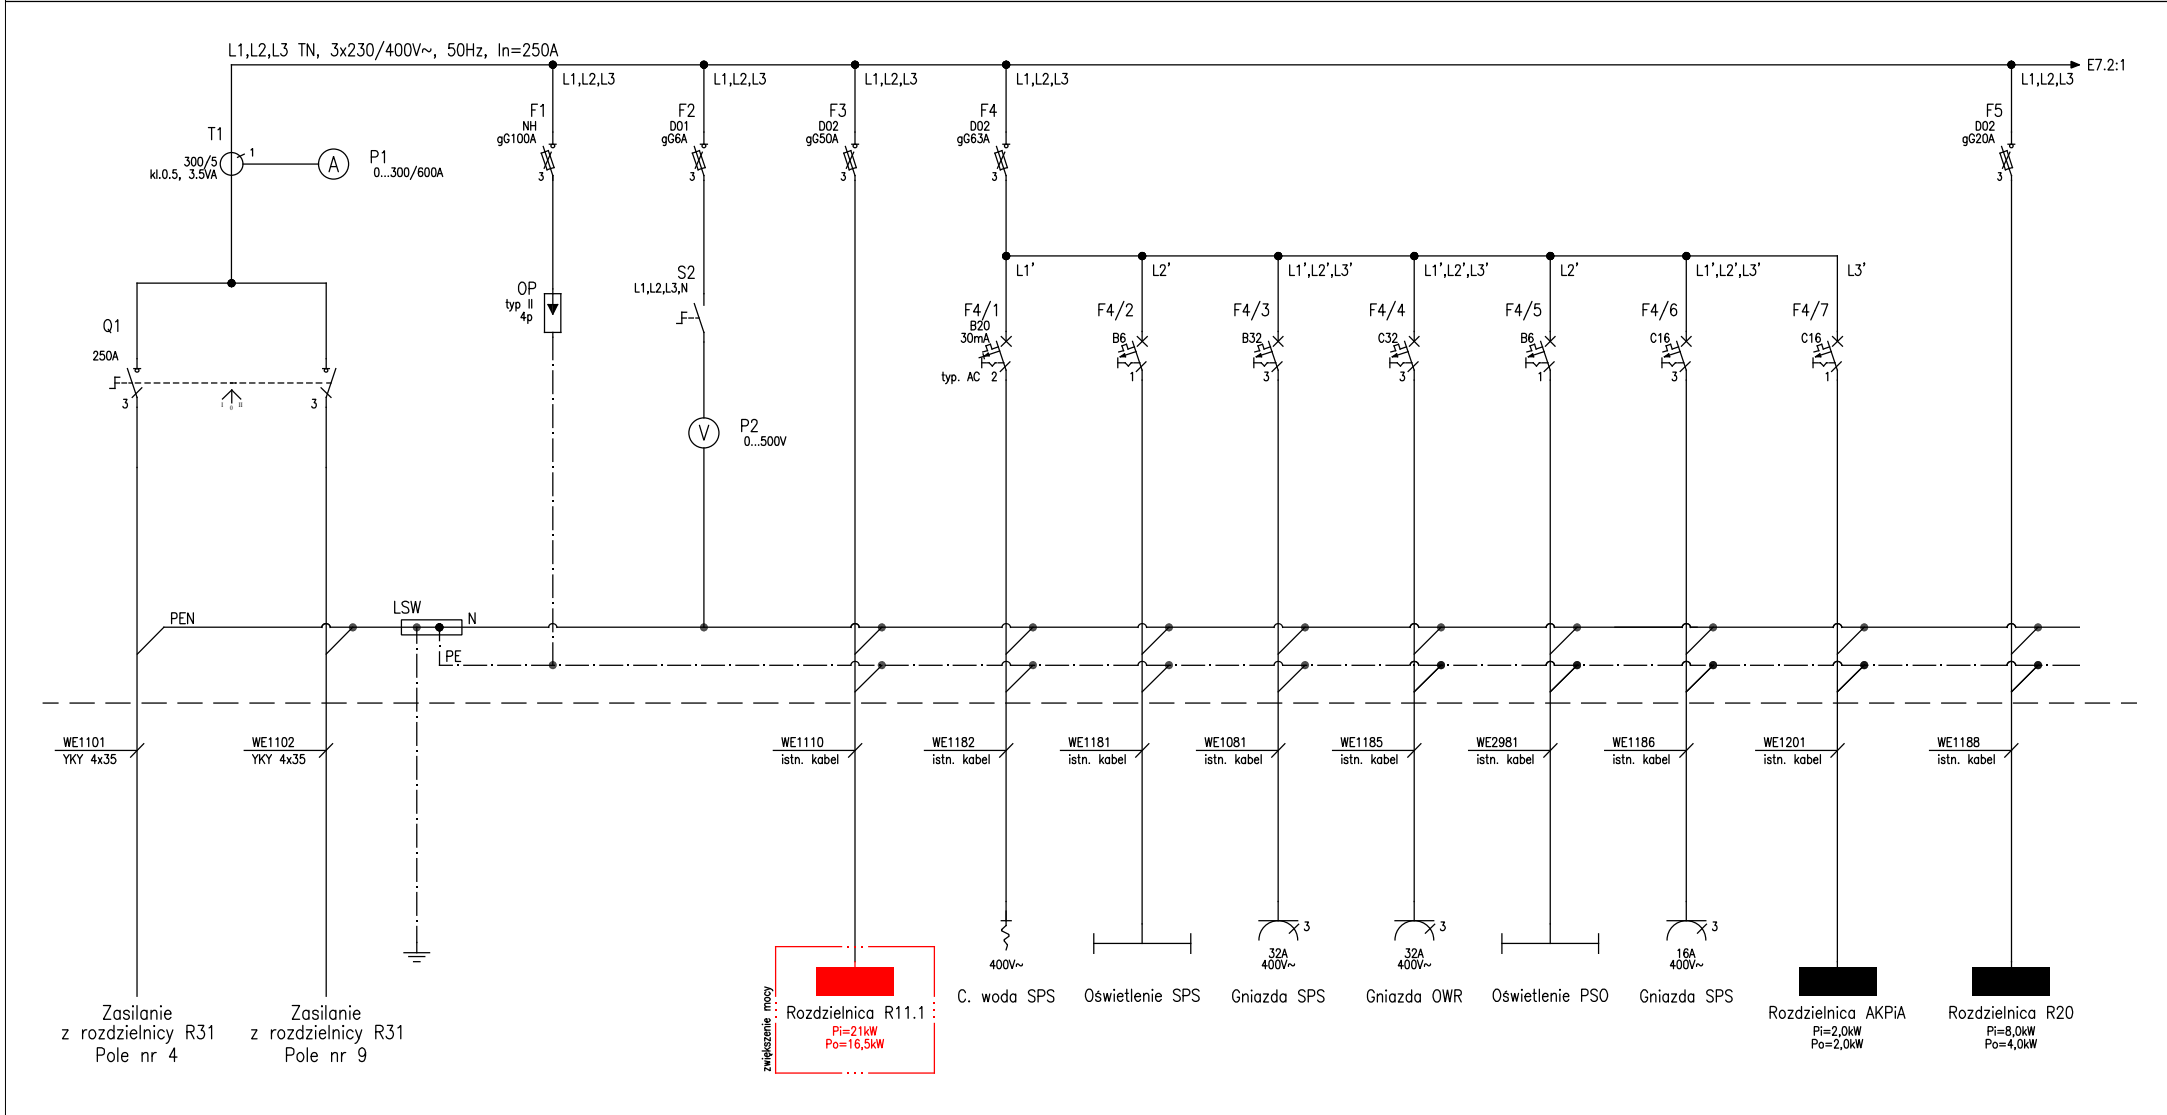 L1,L2,L3 TN, 3x230/400V~, 50Hz, In=250A
L1,L2,L3
L1,L2,L3
L1,L2,L3
L1,L2,L3
L1,L2,L3
E7.2:1
T1
300/5
kl.0.5, 3.5VA
1
A
P1
0...300/600A
F1
NH
gG100A
3
F2
D01
gG6A
3
F3
D02
gG50A
3
F4
D02
gG63A
3
F5
D02
gG20A
3
Q1
250A
3
3
I
0
II
OP
typ II
4p
S2
L1,L2,L3,N
V
P2
0...500V
L1'
L2'
L1',L2',L3'
L1',L2',L3'
L2'
L1',L2',L3'
L3'
F4/1
B20
30mA
typ. AC
2
F4/2
B6
1
F4/3
B32
3
F4/4
C32
3
F4/5
B6
1
F4/6
C16
3
F4/7
C16
1
PEN
LSW
N
PE
WE1101
YKY 4x35
WE1102
YKY 4x35
WE1110
istn. kabel
WE1182
istn. kabel
WE1181
istn. kabel
WE1081
istn. kabel
WE1185
istn. kabel
WE2981
istn. kabel
WE1186
istn. kabel
WE1201
istn. kabel
WE1188
istn. kabel
Zasilanie
z rozdzielnicy R31
Pole nr 4
Zasilanie
z rozdzielnicy R31
Pole nr 9
zwiększenie mocy
Rozdzielnica R11.1
Pi=21kW
Po=16,5kW
400V~
C. woda SPS
Oświetlenie SPS
3
32A
400V~
Gniazda SPS
3
32A
400V~
Gniazda OWR
Oświetlenie PSO
3
16A
400V~
Gniazda SPS
Rozdzielnica AKPiA
Pi=2,0kW
Po=2,0kW
Rozdzielnica R20
Pi=8,0kW
Po=4,0kW